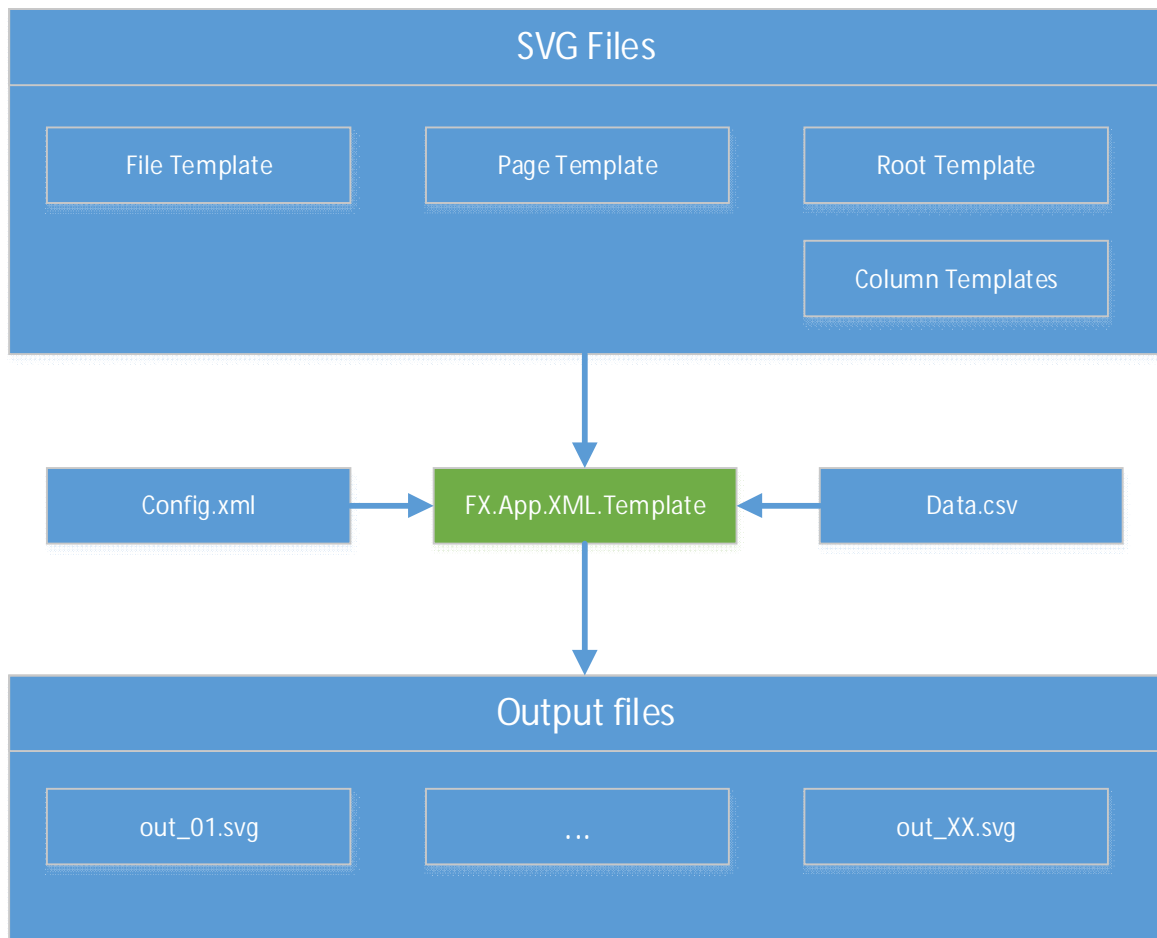 SVG Files
File Template
Page Template
Root Template
Column Templates
Config.xml
FX.App.XML.Template
Data.csv
Output files
out_01.svg
...
out_XX.svg